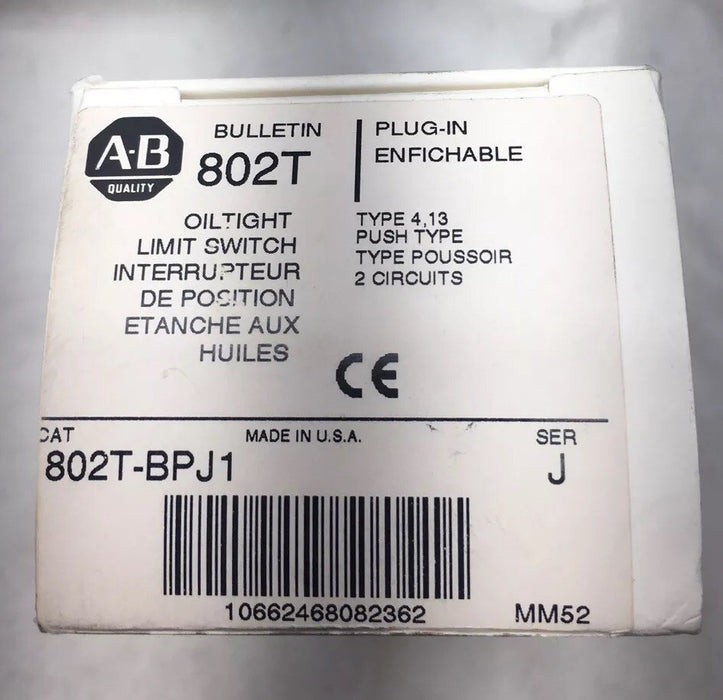 A-B
QUALITY
BULLETIN
802T
OILTIGHT
LIMIT SWITCH
INTERRUPTEUR
DE POSITION
ETANCHE AUX
HUILES
PLUG-IN
ENFICHABLE
TYPE 4,13
PUSH TYPE
TYPE POUSSOIR
2 CIRCUITS
CE
CAT MADE IN U.S.A. SER
802T-BPJ1 J
10662468082362 MM52